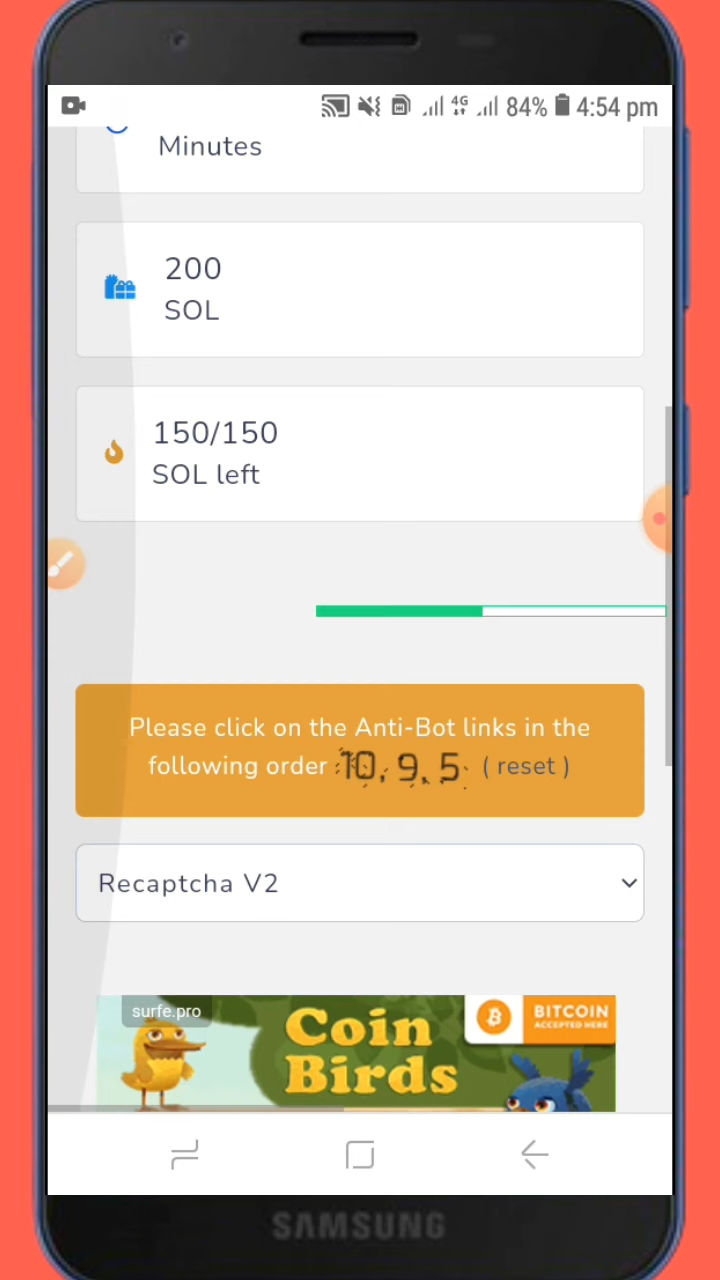 4G 84% 4:54 pm
Minutes
200
SOL
150/150
SOL left
Please click on the Anti-Bot links in the
following order : 10, 9, 5 ( reset )
Recaptcha V2
surfe.pro
Coin
Birds
BITCOIN
ACCEPTED HERE
SAMSUNG